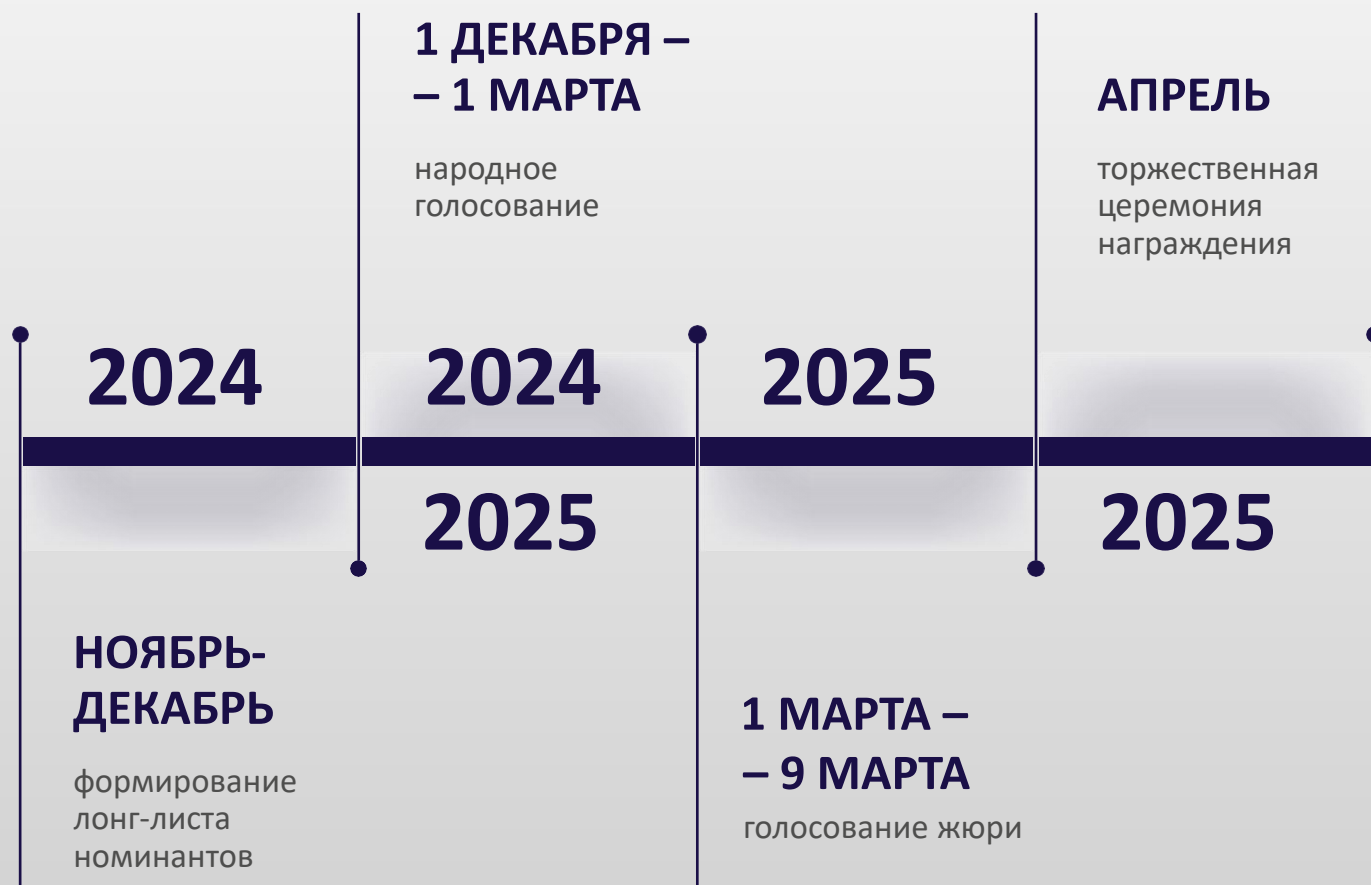 2024
НОЯБРЬ-
ДЕКАБРЬ
формирование
лонг-листа
номинантов
1 ДЕКАБРЯ –
– 1 МАРТА
народное
голосование
2024
2025
2025
1 МАРТА –
– 9 МАРТА
голосование жюри
АПРЕЛЬ
торжественная
церемония
награждения
2025